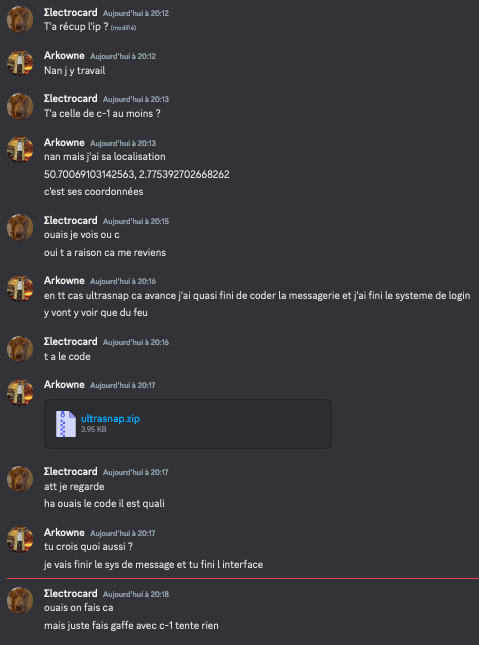 Σlectrocard Aujourd'hui à 20:12
T'a récup l'ip ? (modifié)
Arkowne Aujourd'hui à 20:12
Nan j y travail
Σlectrocard Aujourd'hui à 20:13
T'a celle de c-1 au moins ?
Arkowne Aujourd'hui à 20:13
nan mais j'ai sa localisation
50.70069103142563, 2.775392702668262
c'est ses coordonnées
Σlectrocard Aujourd'hui à 20:15
ouais je vois ou c
oui t a raison ca me reviens
Arkowne Aujourd'hui à 20:16
en tt cas ultrasnap ca avance j'ai quasi fini de coder la messagerie et j'ai fini le systeme de login
y vont y voir que du feu
Σlectrocard Aujourd'hui à 20:16
t a le code
Arkowne Aujourd'hui à 20:17
ultrasnap.zip
3.95 KB
Σlectrocard Aujourd'hui à 20:17
att je regarde
ha ouais le code il est quali
Arkowne Aujourd'hui à 20:17
tu crois quoi aussi ?
je vais finir le sys de message et tu fini l interface
Σlectrocard Aujourd'hui à 20:18
ouais on fais ca
mais juste fais gaffe avec c-1 tente rien